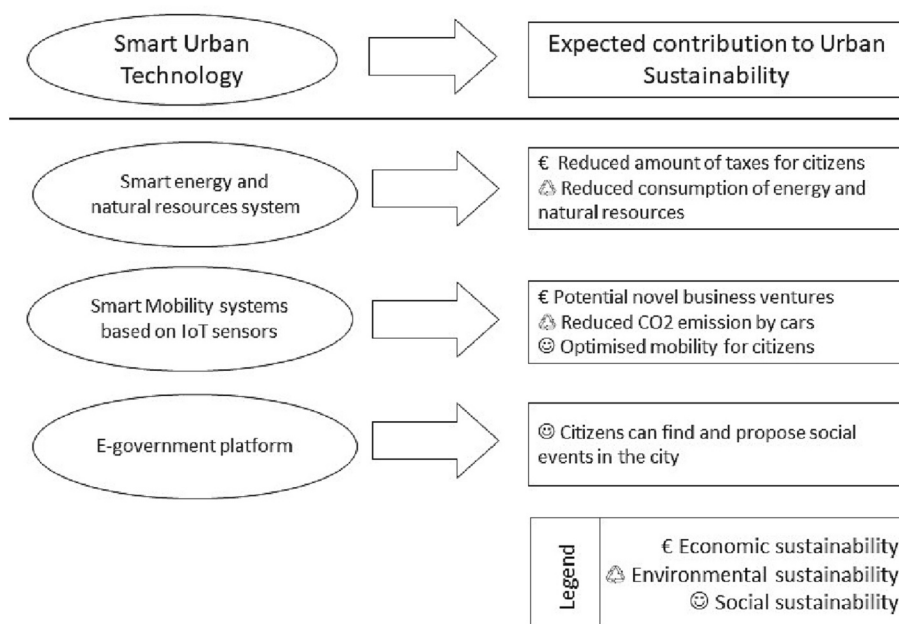 Smart Urban
Technology
Expected contribution to Urban
Sustainability
Smart energy and
natural resources system
€ Reduced amount of taxes for citizens
♺ Reduced consumption of energy and
natural resources
Smart Mobility systems
based on IoT sensors
€ Potential novel business ventures
♺ Reduced CO2 emission by cars
☺ Optimised mobility for citizens
E-government platform
☺ Citizens can find and propose social
events in the city
Legend
€ Economic sustainability
♺ Environmental sustainability
☺ Social sustainability